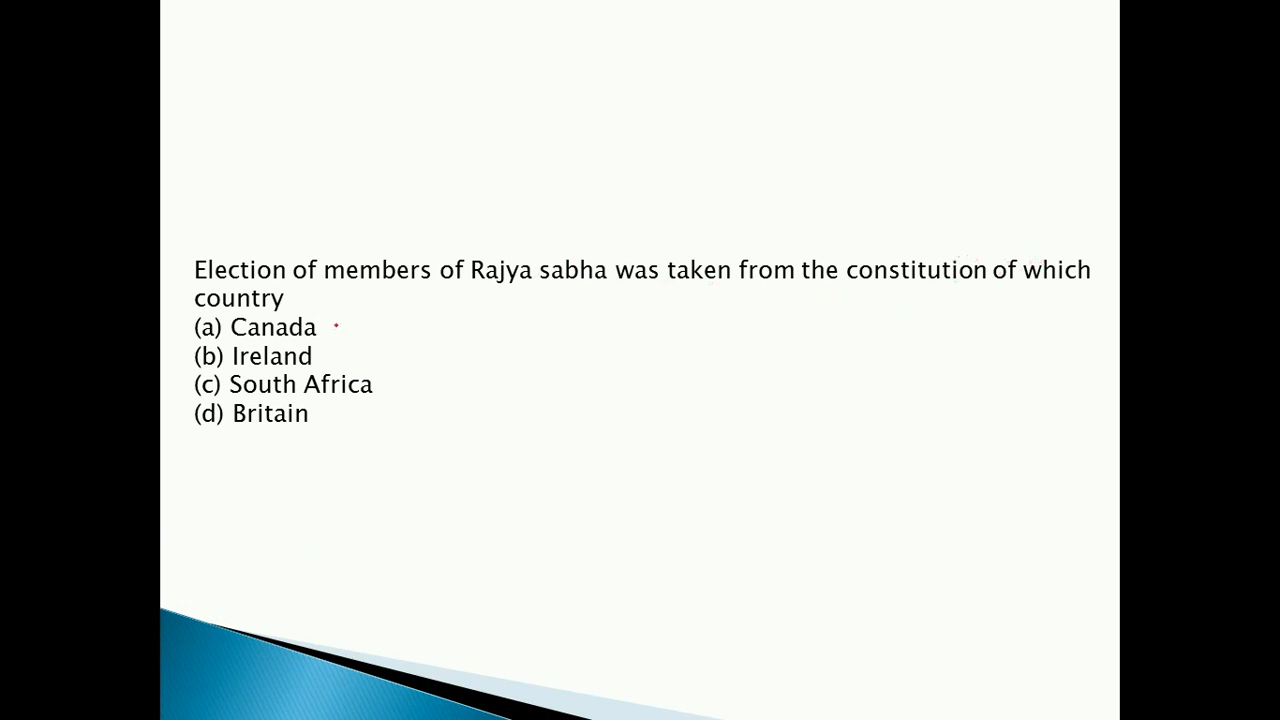 Election of members of Rajya sabha was taken from the constitution of which
country
(a) Canada
(b) Ireland
(c) South Africa
(d) Britain